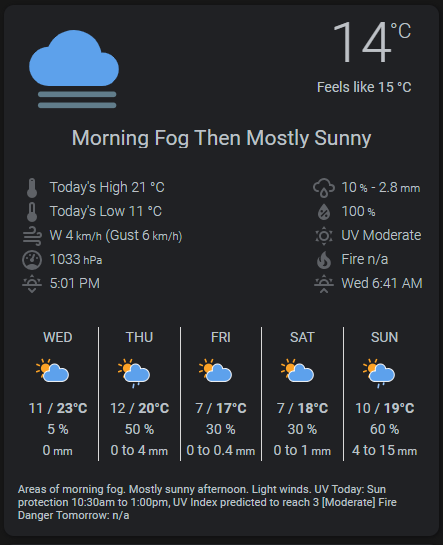 14°C
Feels like 15 °C
Morning Fog Then Mostly Sunny
Today's High 21 °C
10 % - 2.8 mm
Today's Low 11 °C
100 %
W 4 km/h (Gust 6 km/h)
UV Moderate
1033 hPa
Fire n/a
5:01 PM
Wed 6:41 AM
WED THU FRI SAT SUN
11 / 23°C 12 / 20°C 7 / 17°C 7 / 18°C 10 / 19°C
5 % 50 % 30 % 30 % 60 %
0 mm 0 to 4 mm 0 to 0.4 mm 0 to 1 mm 4 to 15 mm
Areas of morning fog. Mostly sunny afternoon. Light winds. UV Today: Sun
protection 10:30am to 1:00pm, UV Index predicted to reach 3 [Moderate] Fire
Danger Tomorrow: n/a